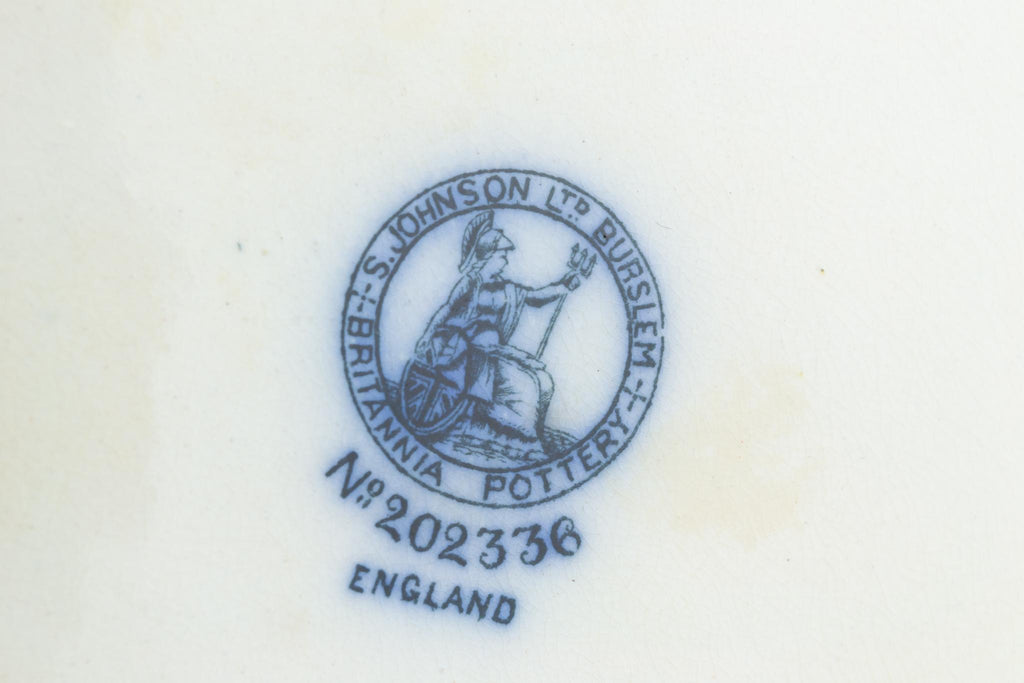 S. JOHNSON LTD BURSLEM
BRITANNIA POTTERY
No 202336
ENGLAND